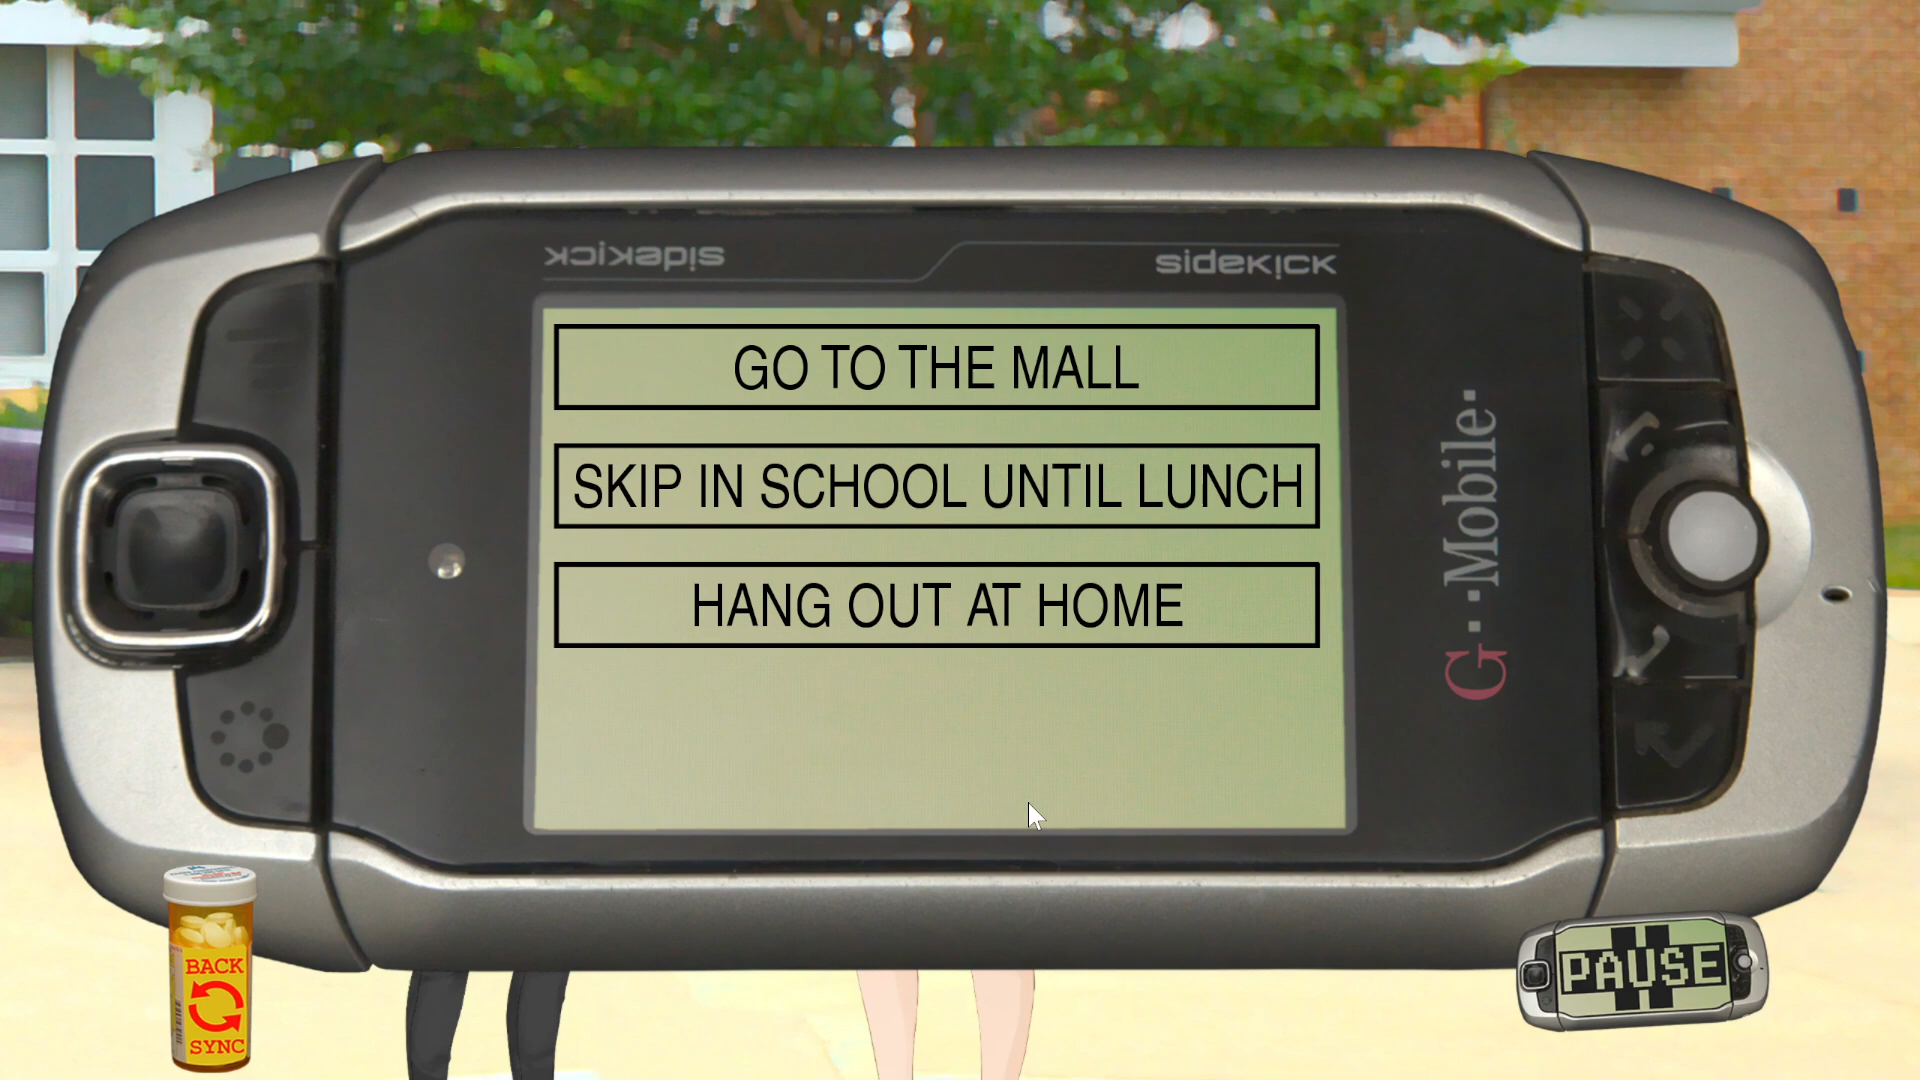 sidekick
sidekick
GO TO THE MALL
SKIP IN SCHOOL UNTIL LUNCH
HANG OUT AT HOME
G··Mobile·
BACK
SYNC
PAUSE